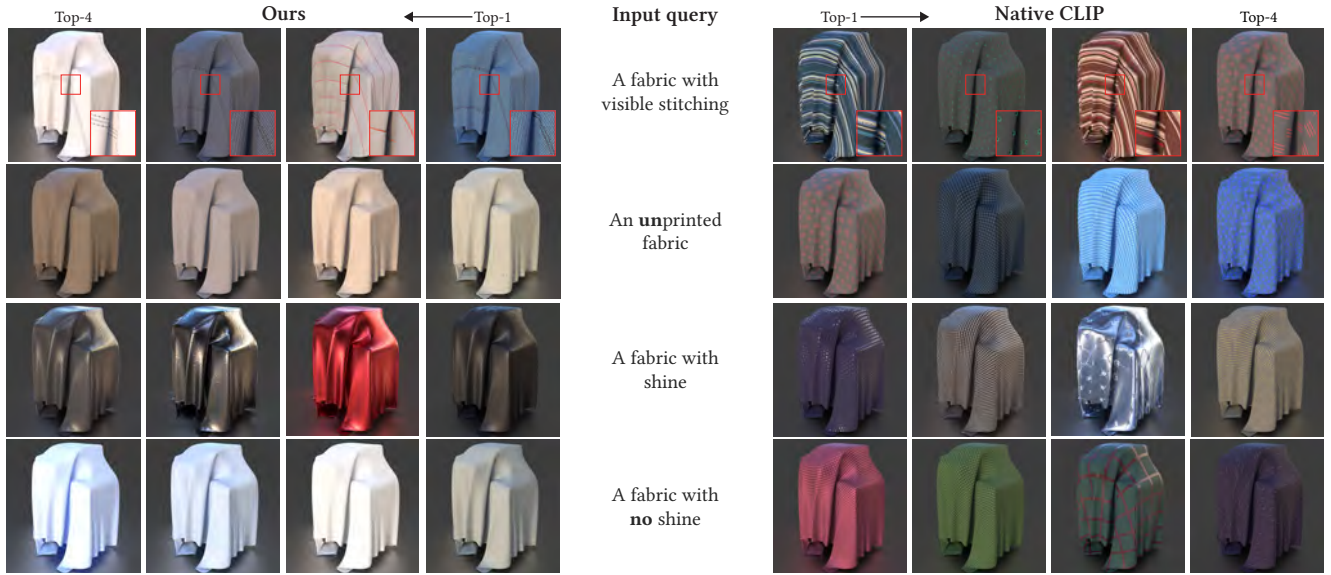 Ours
Input query
Native CLIP
Top-4
Top-1
Top-1
Top-4
A fabric with
visible stitching
An unprinted
fabric
A fabric with
shine
A fabric with
no shine